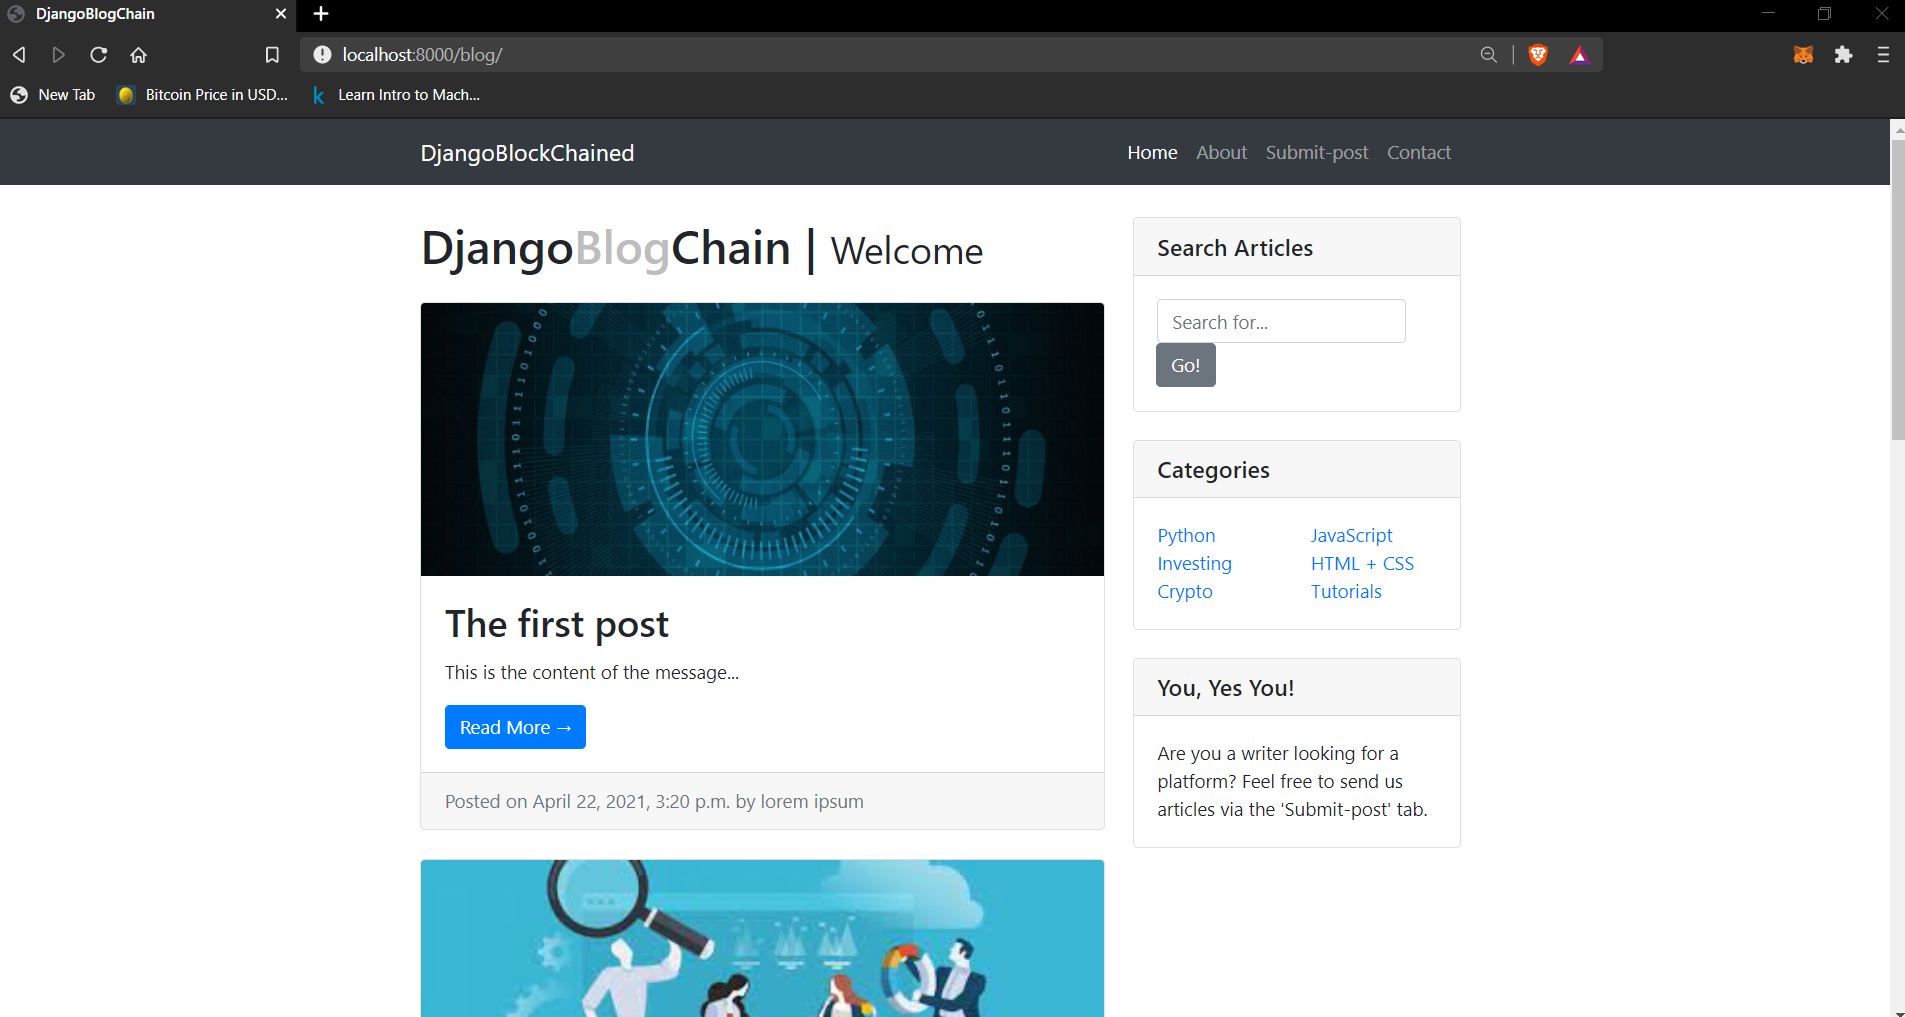 DjangoBlogChain
localhost:8000/blog/
New Tab
Bitcoin Price in USD...
Learn Intro to Mach...
DjangoBlockChained
Home About Submit-post Contact
DjangoBlogChain | Welcome
The first post
This is the content of the message...
Read More →
Posted on April 22, 2021, 3:20 p.m. by lorem ipsum
Search Articles
Search for...
Go!
Categories
Python
Investing
Crypto
JavaScript
HTML + CSS
Tutorials
You, Yes You!
Are you a writer looking for a
platform? Feel free to send us
articles via the 'Submit-post' tab.